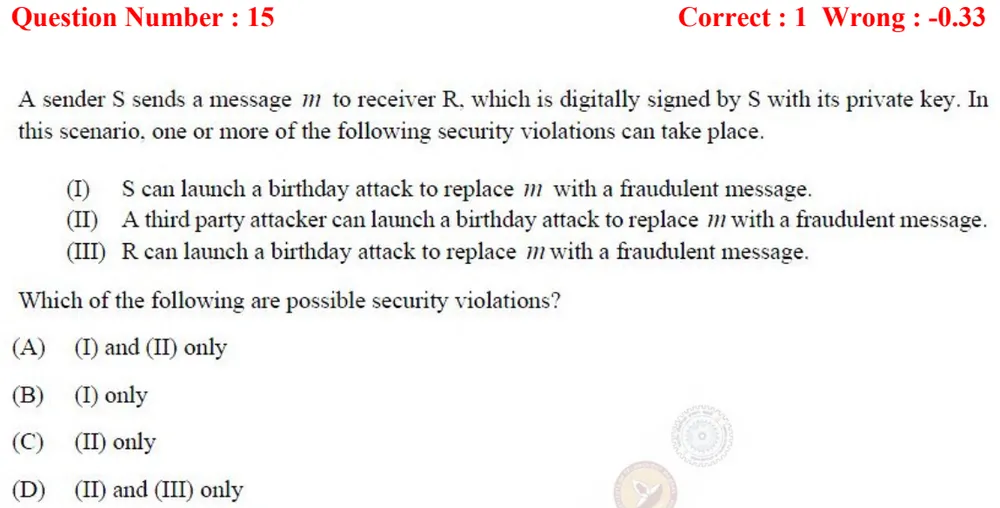 Question Number : 15 Correct : 1 Wrong : -0.33
A sender S sends a message m to receiver R, which is digitally signed by S with its private key. In
this scenario, one or more of the following security violations can take place.
(I) S can launch a birthday attack to replace m with a fraudulent message.
(II) A third party attacker can launch a birthday attack to replace m with a fraudulent message.
(III) R can launch a birthday attack to replace m with a fraudulent message.
Which of the following are possible security violations?
(A) (I) and (II) only
(B) (I) only
(C) (II) only
(D) (II) and (III) only